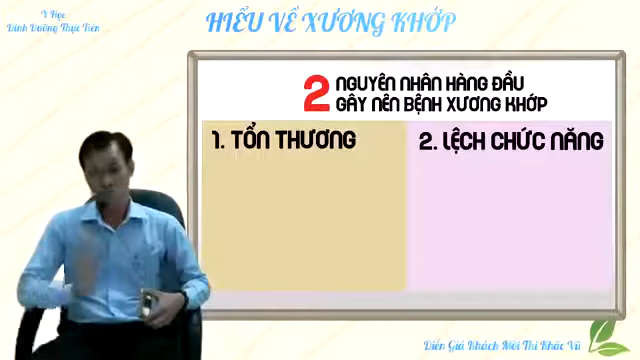 Y Học
Dinh Dưỡng Thực Tiễn
HIỂU VỀ XƯƠNG KHỚP
2 NGUYÊN NHÂN HÀNG ĐẦU
GÂY NÊN BỆNH XƯƠNG KHỚP
1. TỔN THƯƠNG
2. LỆCH CHỨC NĂNG
Diễn Giả Khách Mời Thi Khắc Vũ